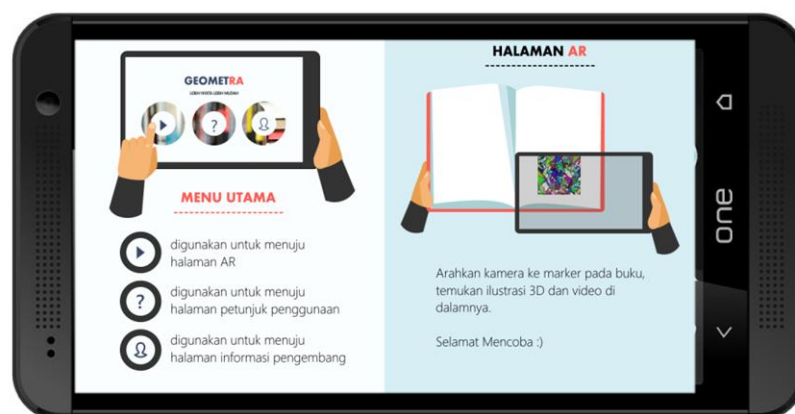 GEOMETRA
MENU UTAMA
digunakan untuk menuju
halaman AR
?
digunakan untuk menuju
halaman petunjuk penggunaan
digunakan untuk menuju
halaman informasi pengembang
HALAMAN AR
Arahkan kamera ke marker pada buku,
temukan ilustrasi 3D dan video di
dalamnya.
Selamat Mencoba :)
one